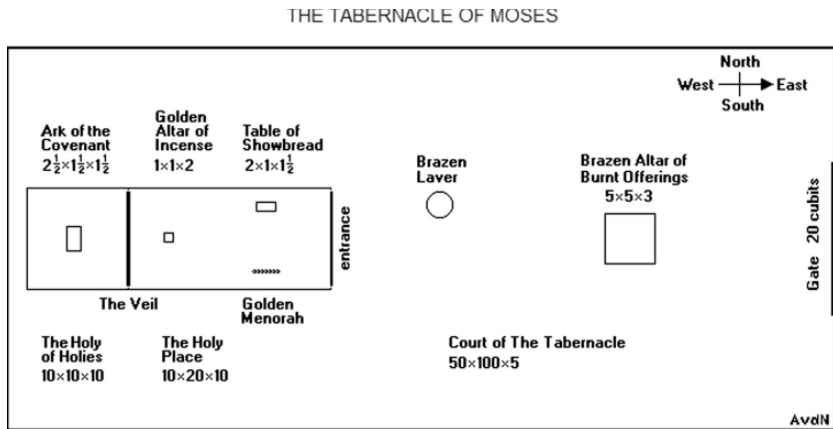 THE TABERNACLE OF MOSES
North
West East
South
Ark of the
Covenant
2½×1½×1½
Golden
Altar of
Incense
1×1×2
Table of
Showbread
2×1×1½
Brazen
Laver
Brazen Altar of
Burnt Offerings
5×5×3
entrance
Gate 20 cubits
The Veil
Golden
Menorah
The Holy
of Holies
10×10×10
The Holy
Place
10×20×10
Court of The Tabernacle
50×100×5
AvdN